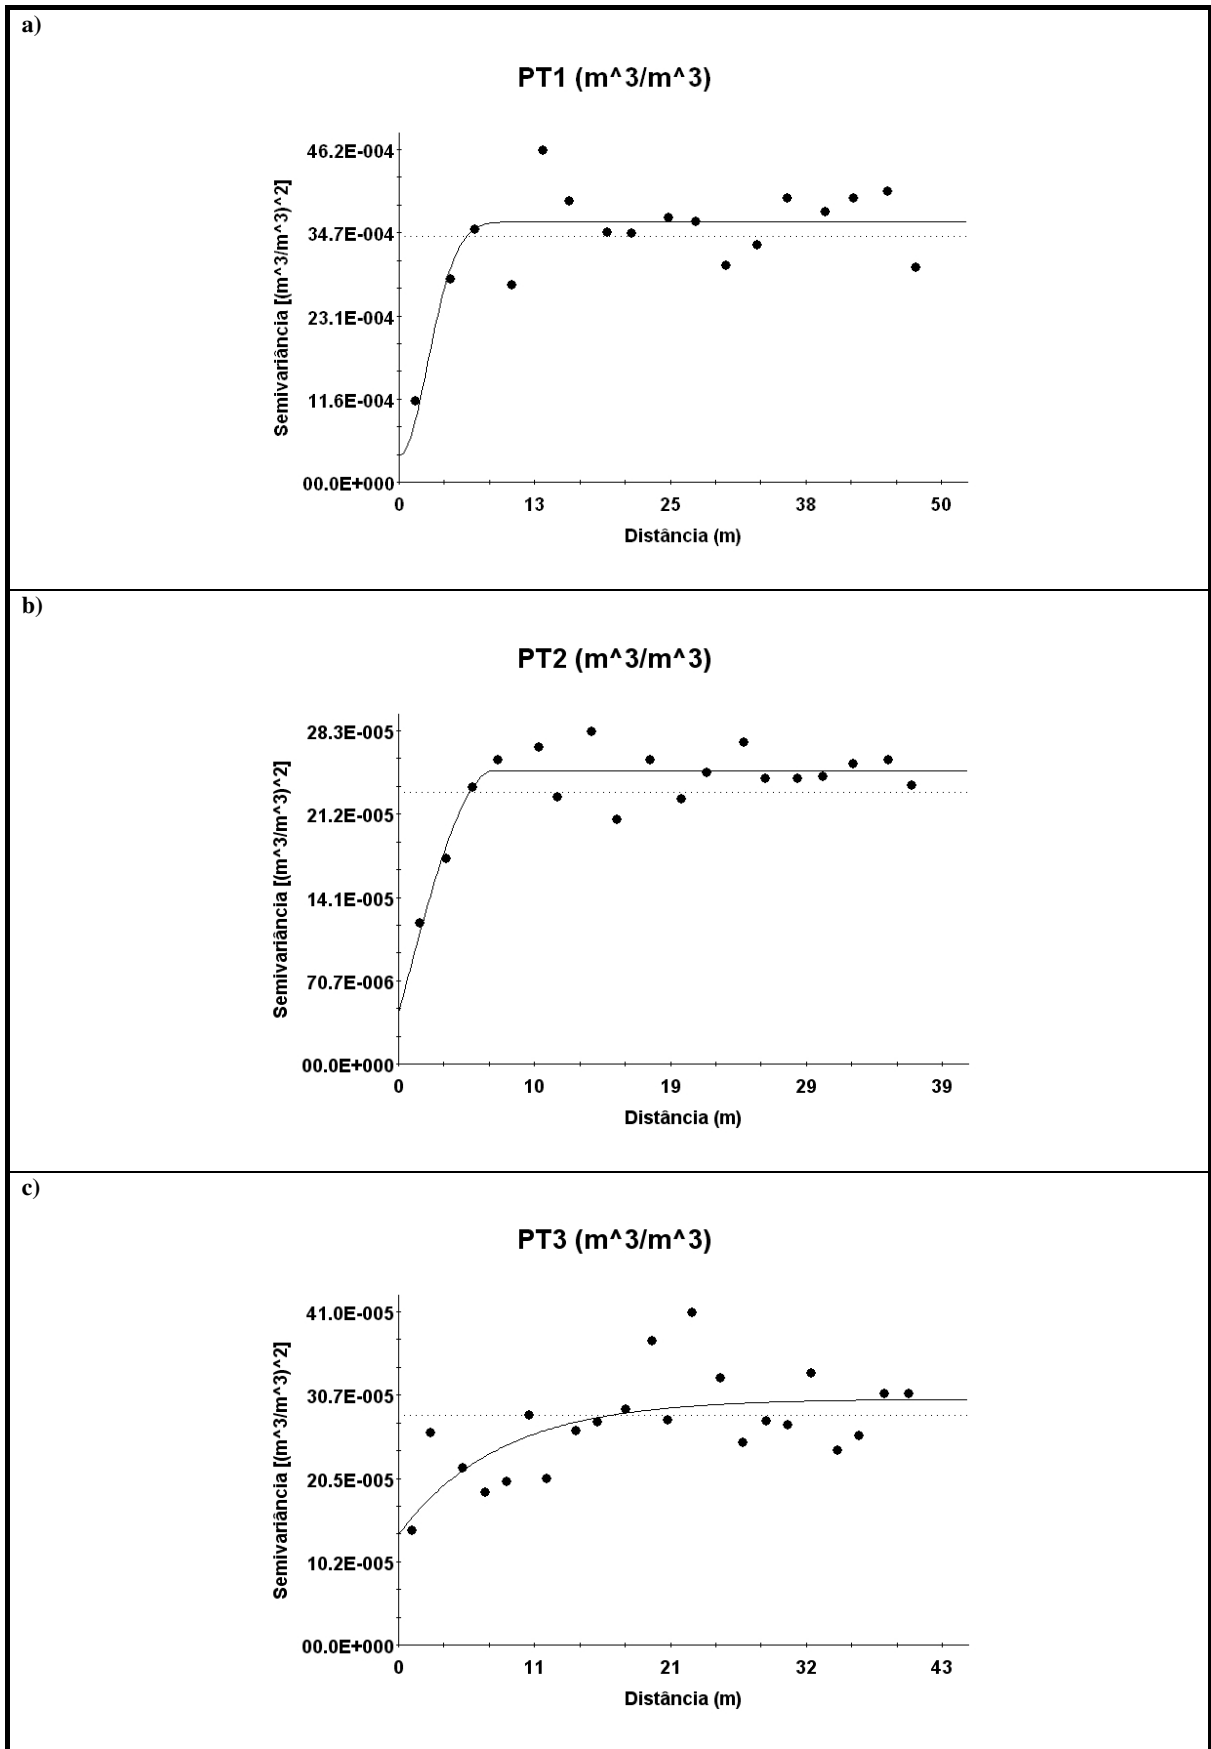 a)
PT1 (m^3/m^3)
Semivariância [(m^3/m^3)^2]
46.2E-004
34.7E-004
23.1E-004
11.6E-004
00.0E+000
0 13 25 38 50
Distância (m)
b)
PT2 (m^3/m^3)
Semivariância [(m^3/m^3)^2]
28.3E-005
21.2E-005
14.1E-005
70.7E-006
00.0E+000
0 10 19 29 39
Distância (m)
c)
PT3 (m^3/m^3)
Semivariância [(m^3/m^3)^2]
41.0E-005
30.7E-005
20.5E-005
10.2E-005
00.0E+000
0 11 21 32 43
Distância (m)